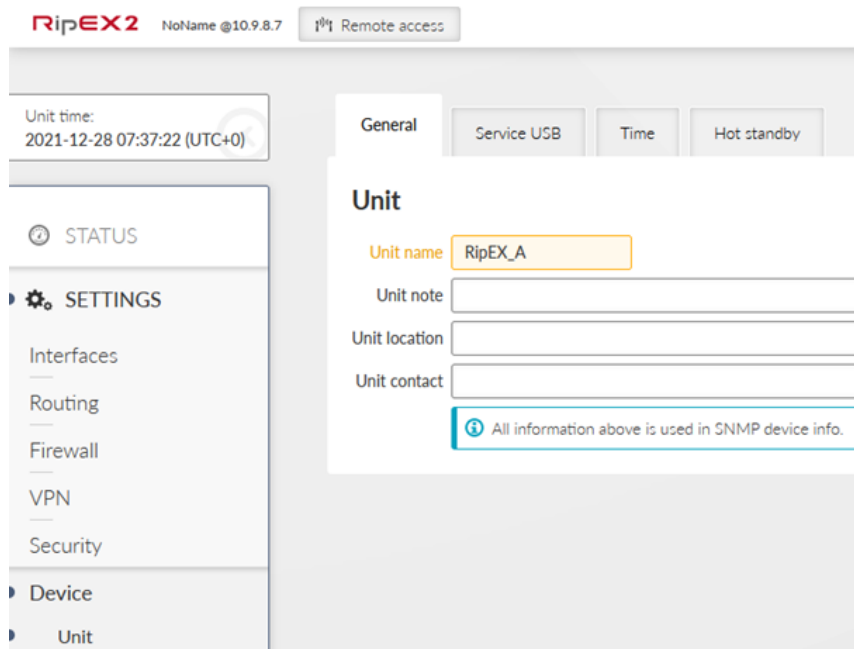 RipEX2 NoName @10.9.8.7 Remote access
Unit time:
2021-12-28 07:37:22 (UTC+0)
STATUS
SETTINGS
Interfaces
Routing
Firewall
VPN
Security
Device
Unit
General Service USB Time Hot standby
Unit
Unit name RipEX_A
Unit note
Unit location
Unit contact
All information above is used in SNMP device info.